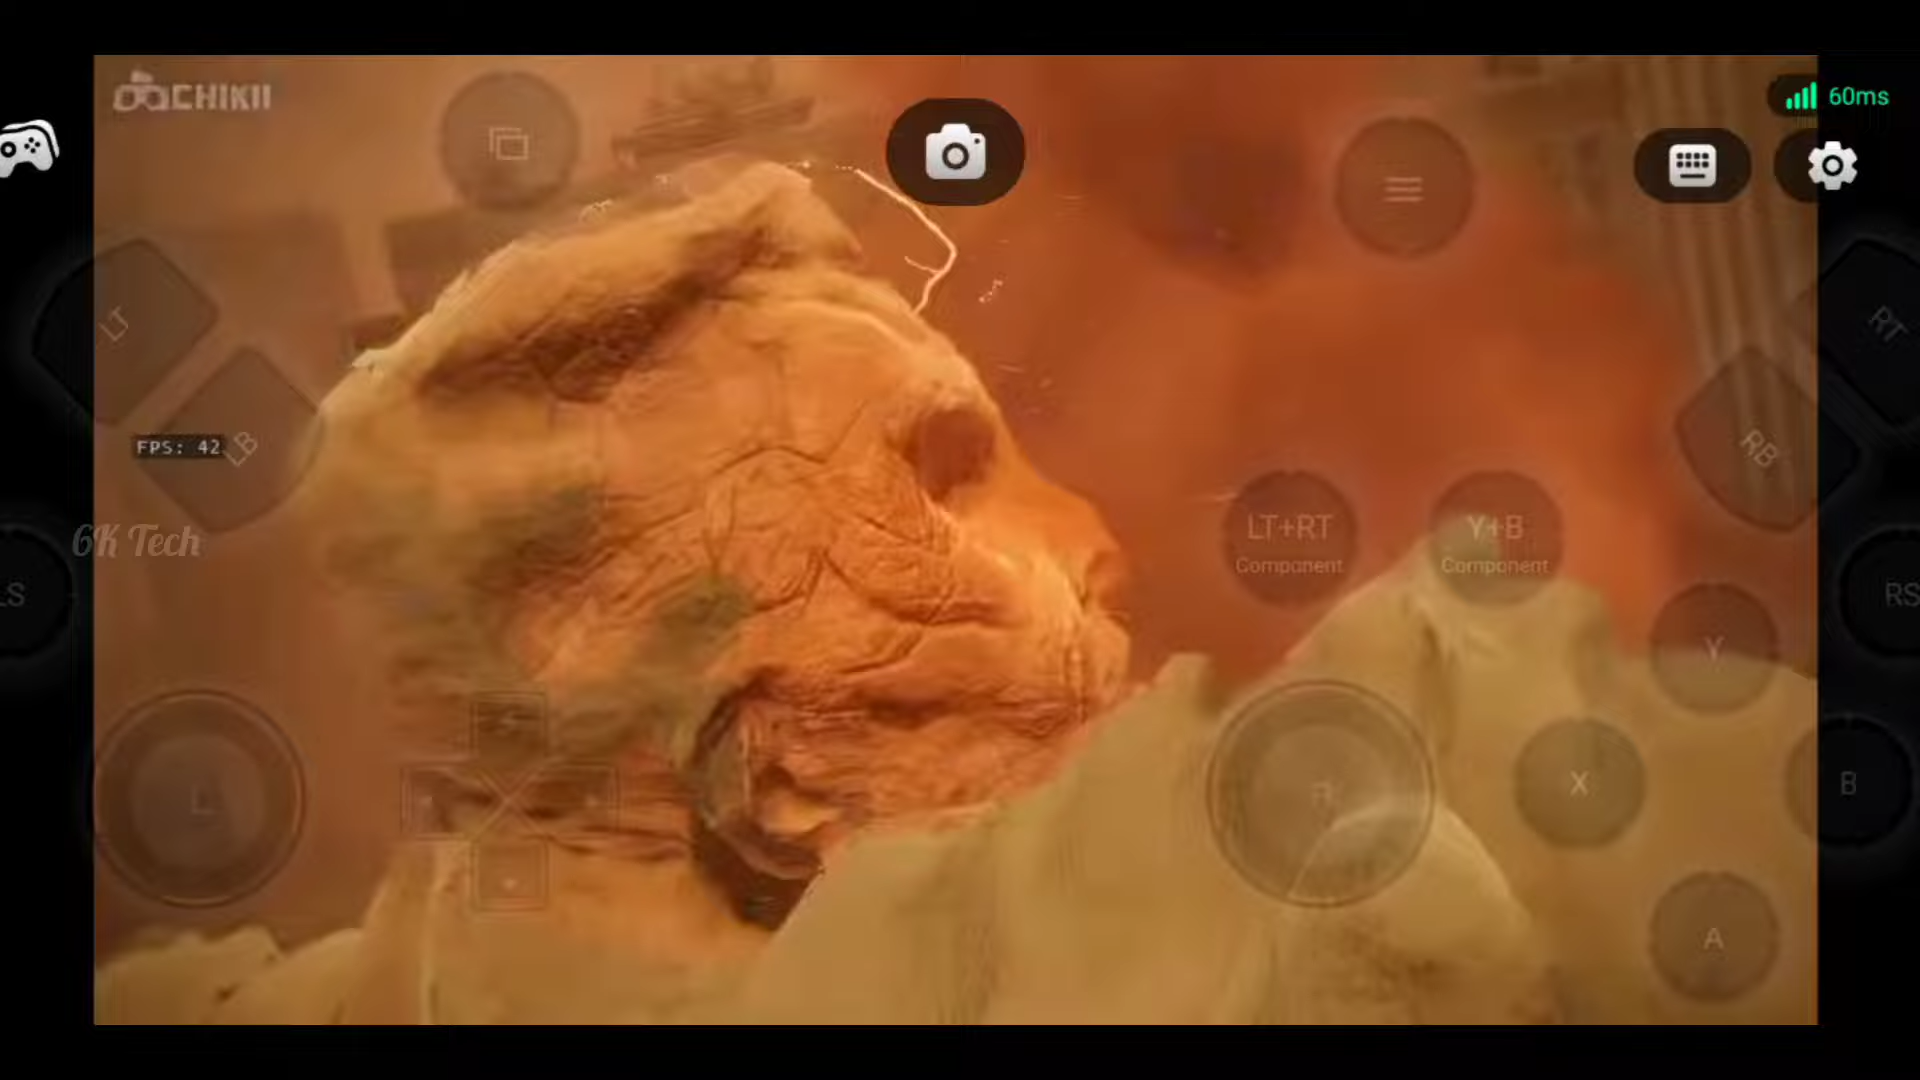 CHIKII
60ms
LT
RT
FPS: 42
LB
RB
6K Tech
LT+RT
Component
Y+B
Component
LS
RS
Y
L
R
X
B
A